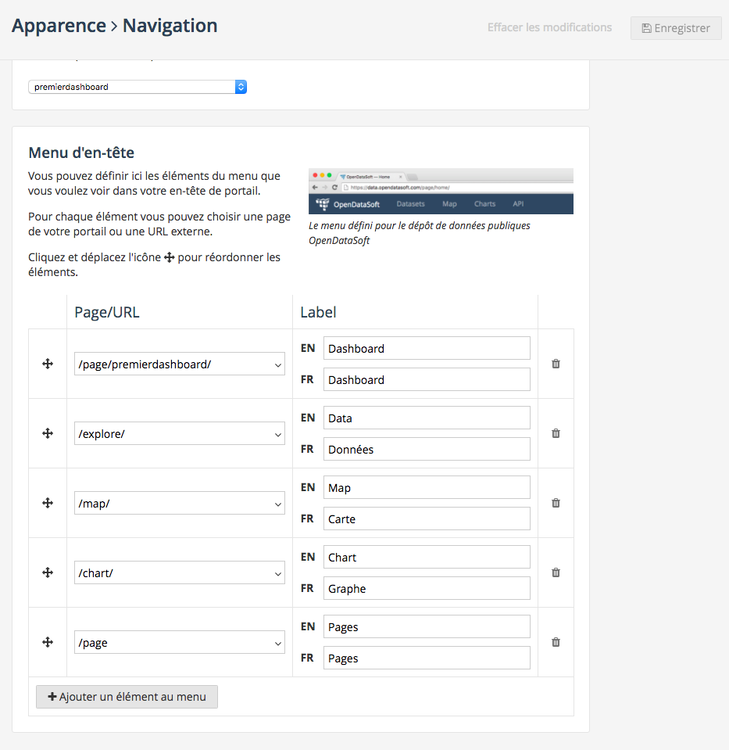 Apparence > Navigation
Effacer les modifications
Enregistrer
premierdashboard
Menu d'en-tête
Vous pouvez définir ici les éléments du menu que
vous voulez voir dans votre en-tête de portail.
Pour chaque élément vous pouvez choisir une page
de votre portail ou une URL externe.
Cliquez et déplacez l'icône pour réordonner les
éléments.
OpenDataSoft — Home
https://data.opendatasoft.com/page/home/
OpenDataSoft Datasets Map Charts API
Le menu défini pour le dépôt de données publiques
OpenDataSoft
Page/URL Label
/page/premierdashboard/
EN Dashboard
FR Dashboard
/explore/
EN Data
FR Données
/map/
EN Map
FR Carte
/chart/
EN Chart
FR Graphe
/page
EN Pages
FR Pages
Ajouter un élément au menu